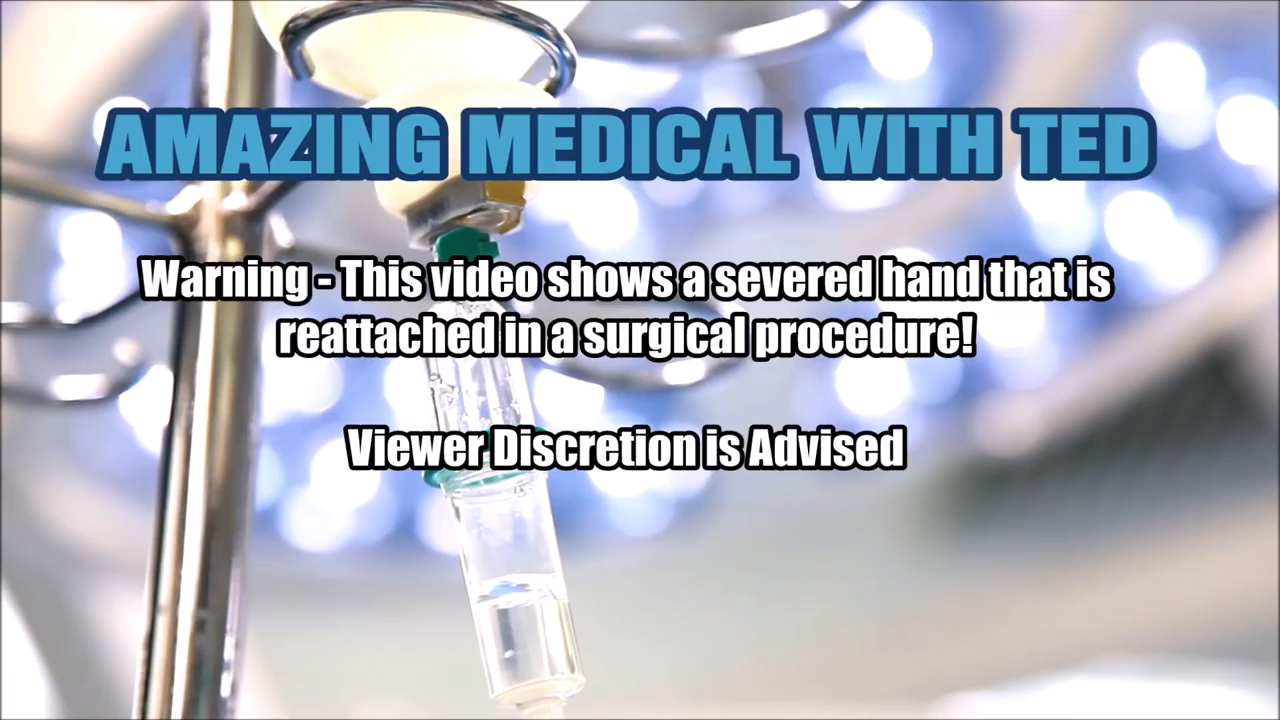 AMAZING MEDICAL WITH TED
Warning - This video shows a severed hand that is
reattached in a surgical procedure!
Viewer Discretion is Advised